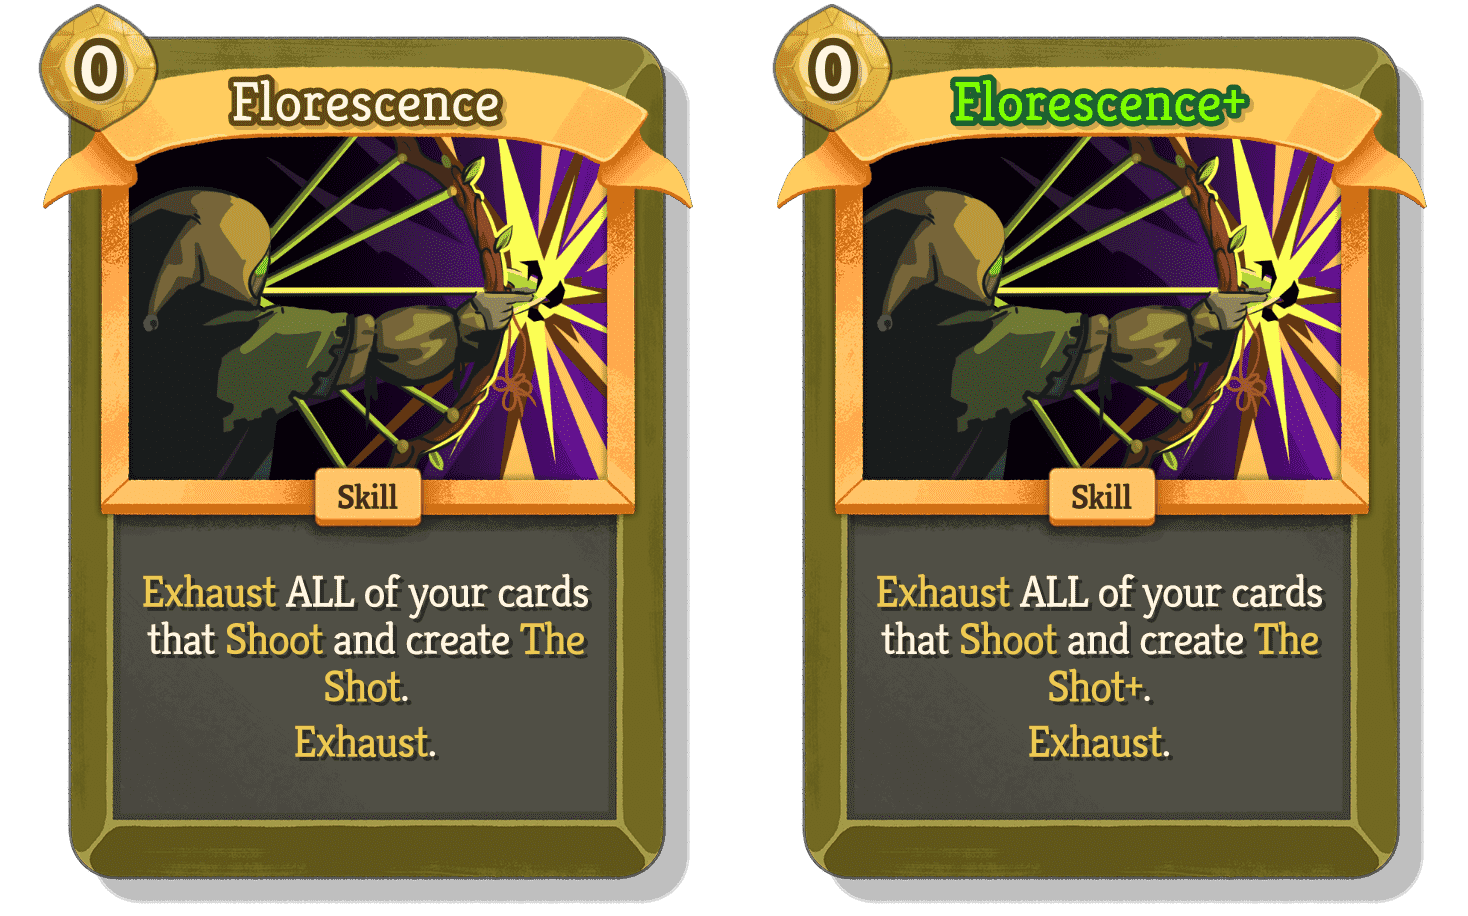 0
Florescence
Skill
Exhaust ALL of your cards
that Shoot and create The
Shot.
Exhaust.
0
Florescence+
Skill
Exhaust ALL of your cards
that Shoot and create The
Shot+.
Exhaust.